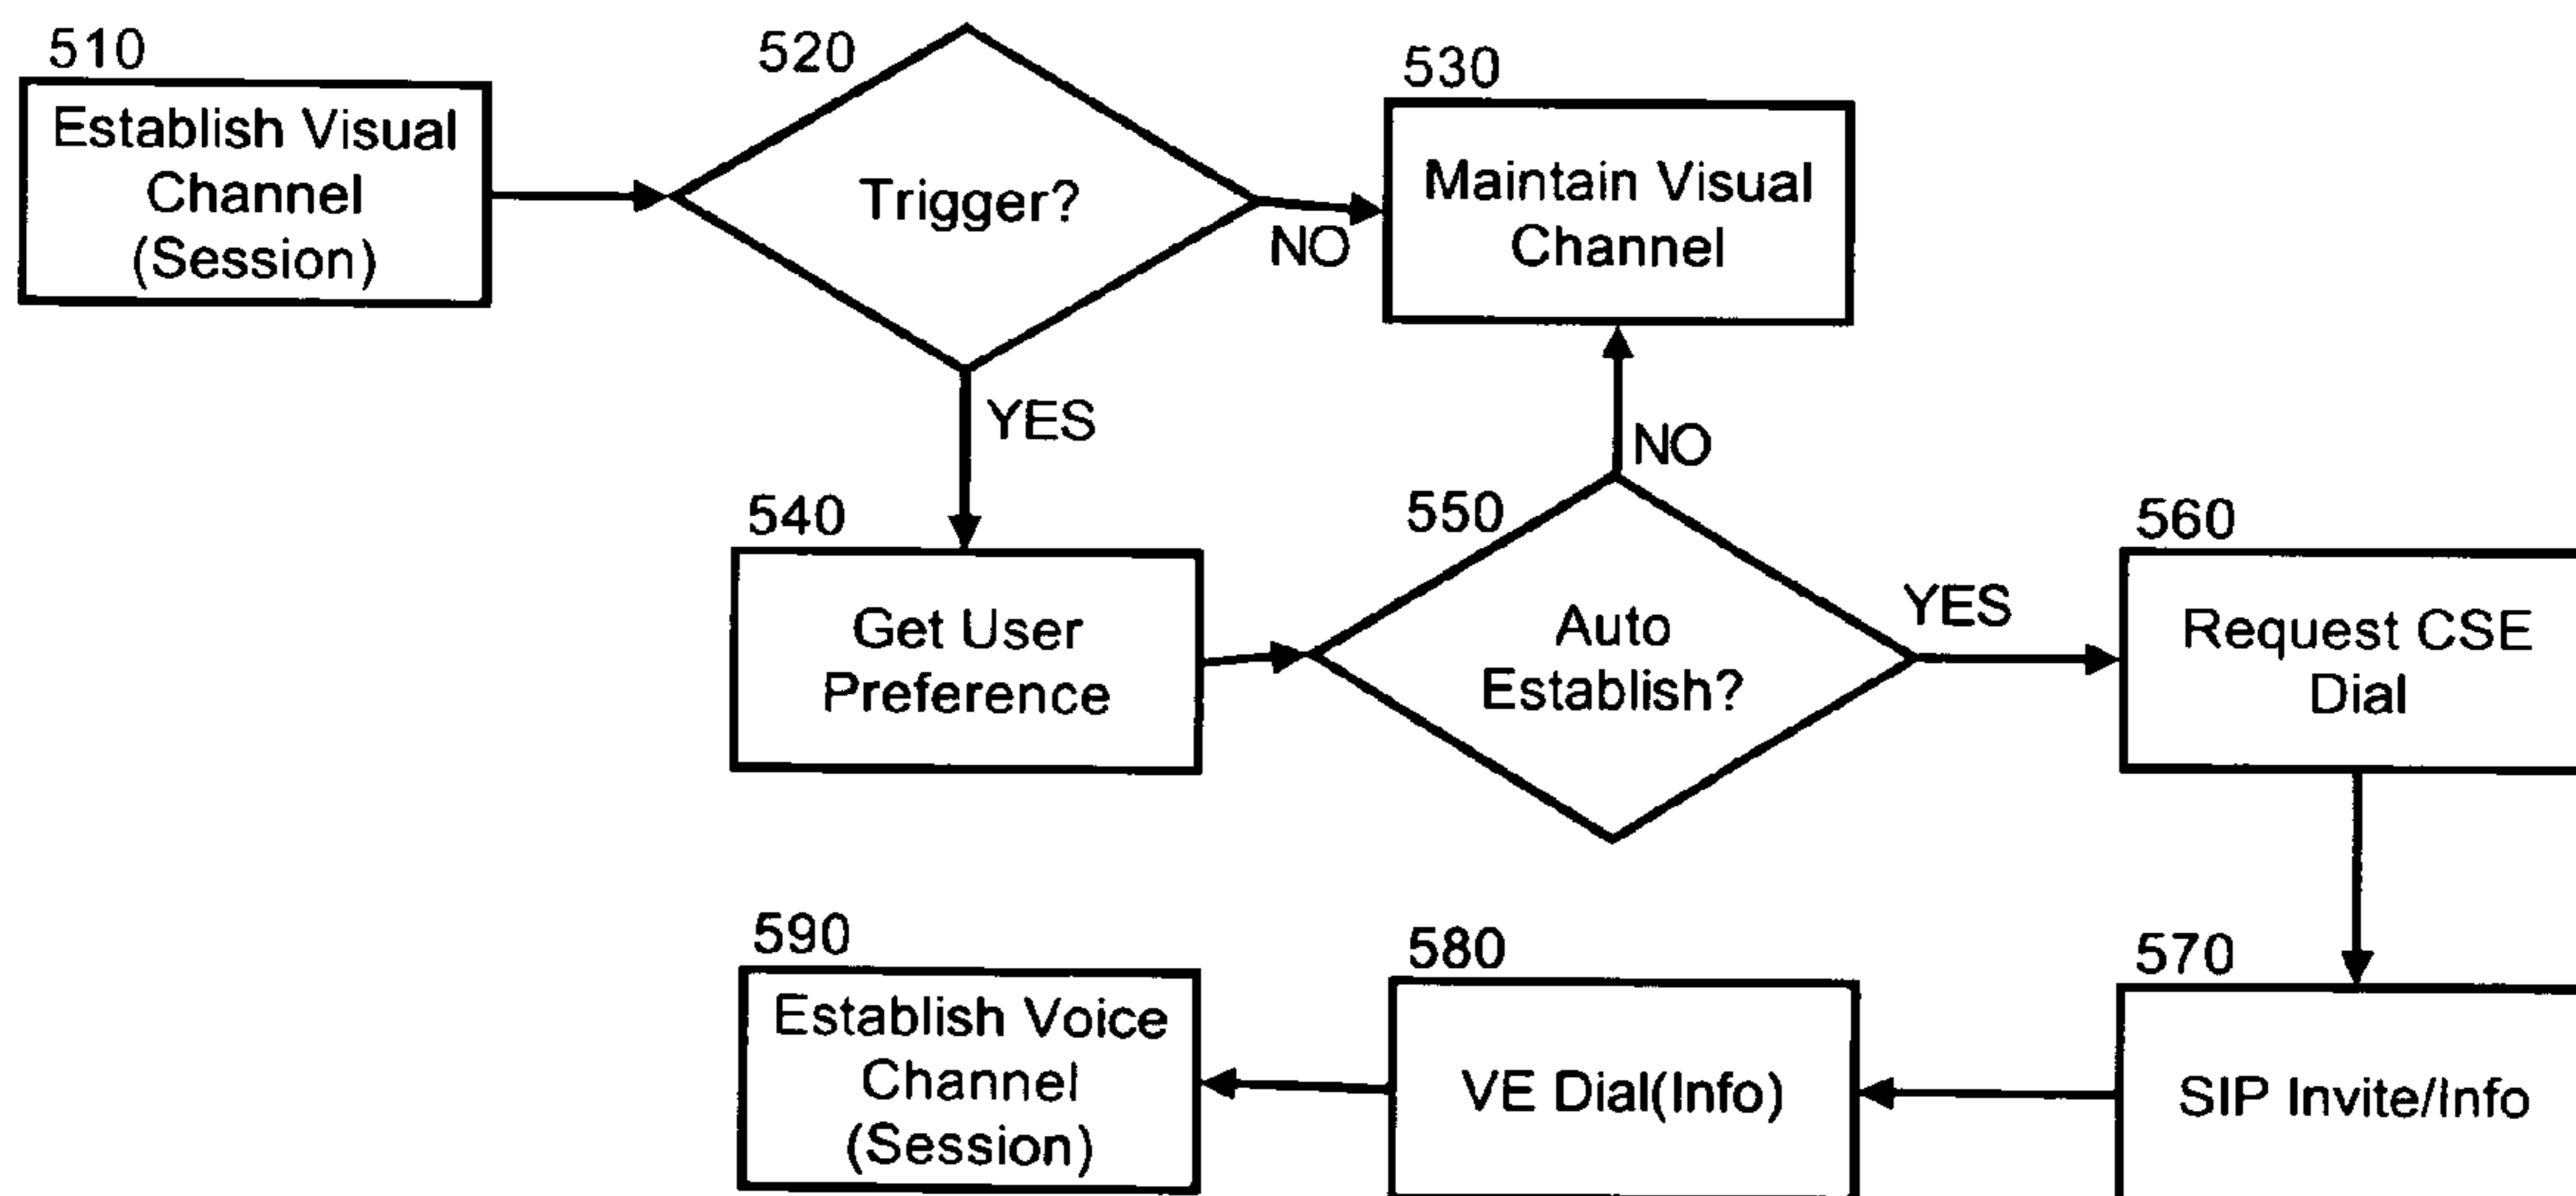 510
Establish Visual
Channel
(Session)
520
Trigger?
NO
YES
530
Maintain Visual
Channel
540
Get User
Preference
550
Auto
Establish?
NO
YES
560
Request CSE
Dial
570
SIP Invite/Info
580
VE Dial(Info)
590
Establish Voice
Channel
(Session)